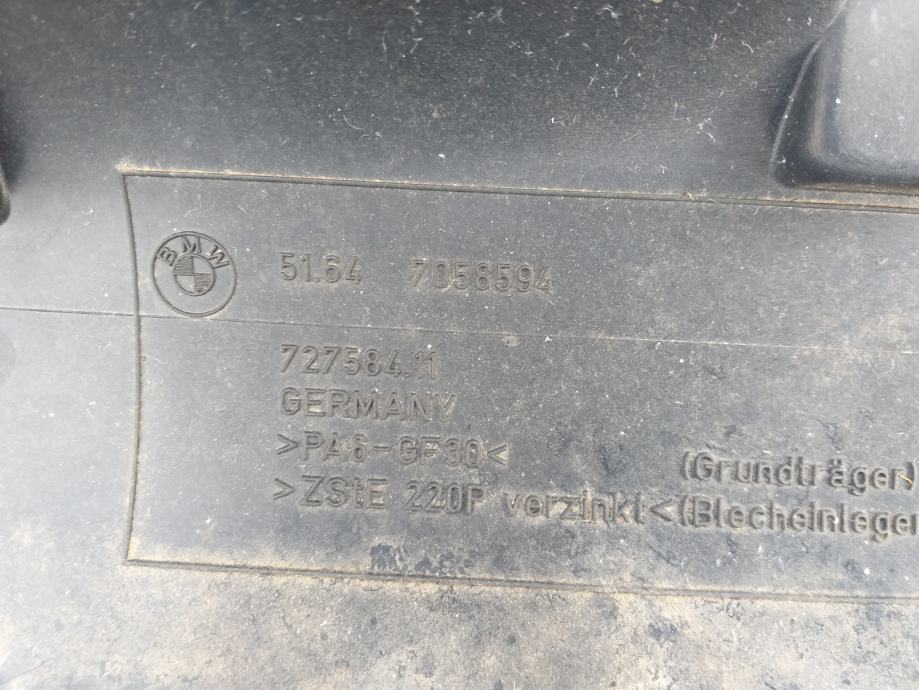 BMW
51.64 7058594
727584.11
GERMANY
>PA6-GF30< (Grundträger)
>ZStE 220P verzinkt<(Blecheinleger